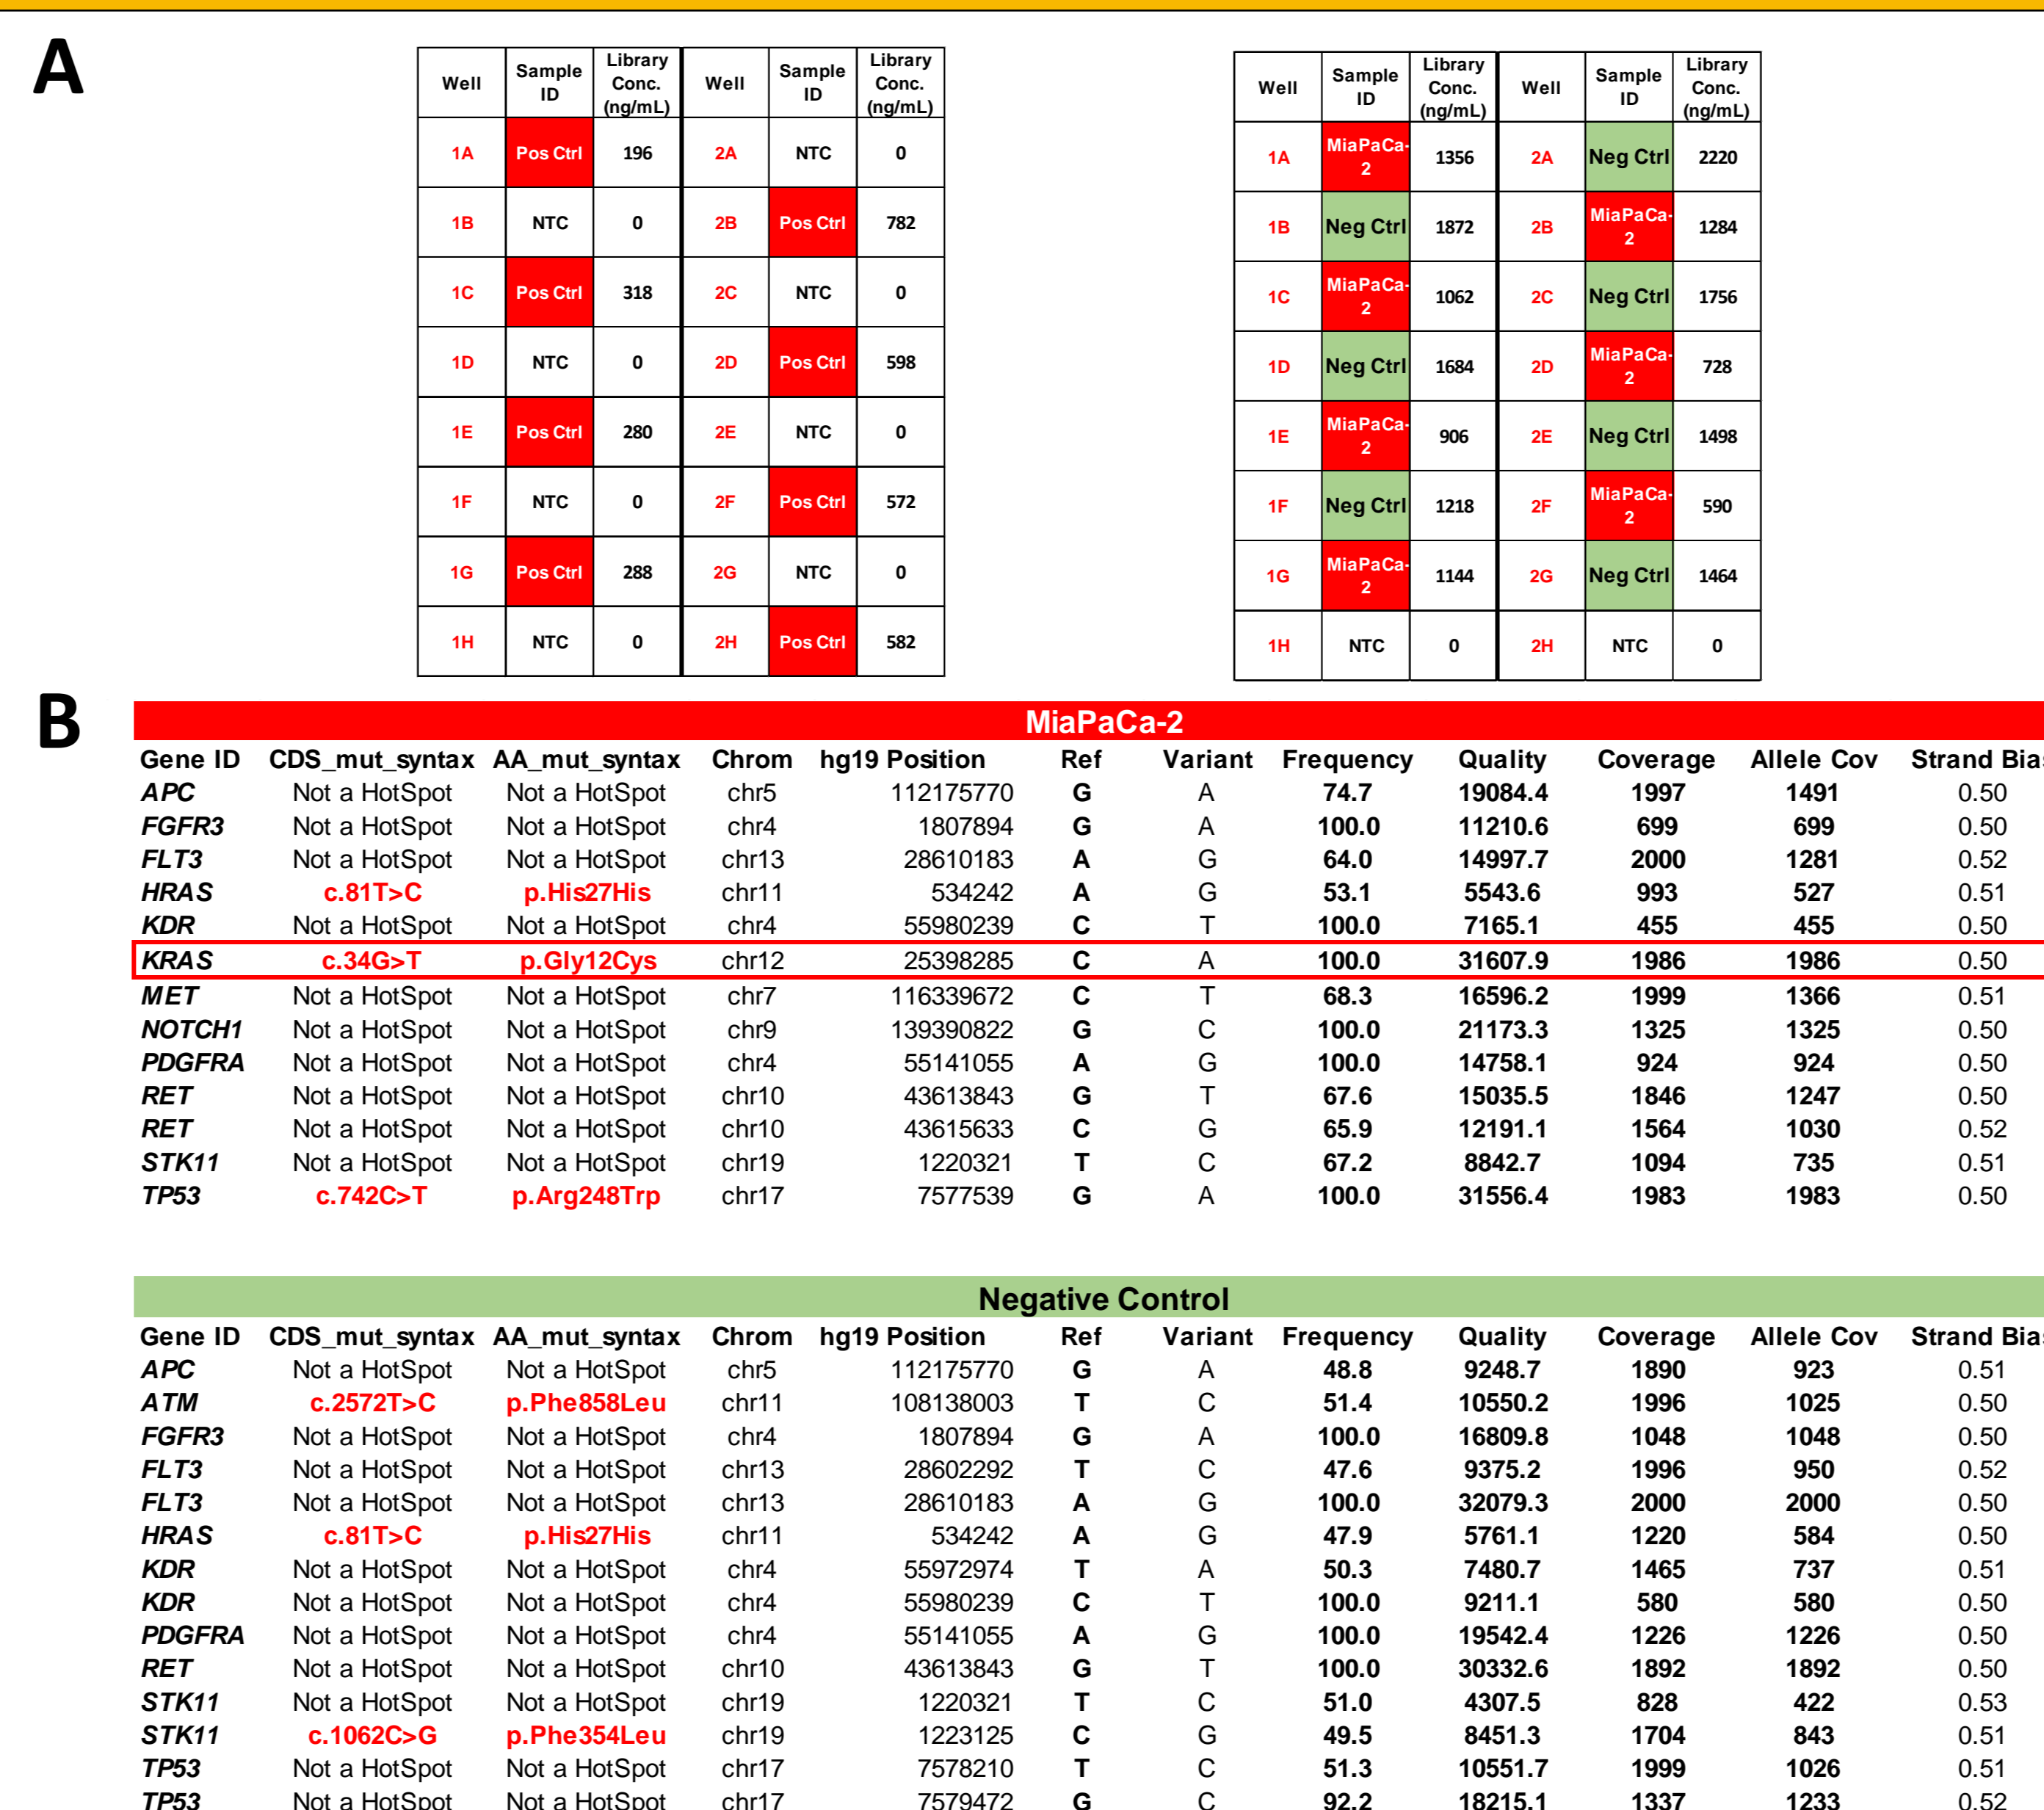 A
Well Sample ID Library Conc. (ng/mL) Well Sample ID Library Conc. (ng/mL)
1A Pos Ctrl 196 2A NTC 0
1B NTC 0 2B Pos Ctrl 782
1C Pos Ctrl 318 2C NTC 0
1D NTC 0 2D Pos Ctrl 598
1E Pos Ctrl 280 2E NTC 0
1F NTC 0 2F Pos Ctrl 572
1G Pos Ctrl 288 2G NTC 0
1H NTC 0 2H Pos Ctrl 582
Well Sample ID Library Conc. (ng/mL) Well Sample ID Library Conc. (ng/mL)
1A MiaPaCa-2 1356 2A Neg Ctrl 2220
1B Neg Ctrl 1872 2B MiaPaCa-2 1284
1C MiaPaCa-2 1062 2C Neg Ctrl 1756
1D Neg Ctrl 1684 2D MiaPaCa-2 728
1E MiaPaCa-2 906 2E Neg Ctrl 1498
1F Neg Ctrl 1218 2F MiaPaCa-2 590
1G MiaPaCa-2 1144 2G Neg Ctrl 1464
1H NTC 0 2H NTC 0
B
MiaPaCa-2
Gene ID CDS_mut_syntax AA_mut_syntax Chrom hg19 Position Ref Variant Frequency Quality Coverage Allele Cov Strand Bias
APC Not a HotSpot Not a HotSpot chr5 112175770 G A 74.7 19084.4 1997 1491 0.50
FGFR3 Not a HotSpot Not a HotSpot chr4 1807894 G A 100.0 11210.6 699 699 0.50
FLT3 Not a HotSpot Not a HotSpot chr13 28610183 A G 64.0 14997.7 2000 1281 0.52
HRAS c.81T>C p.His27His chr11 534242 A G 53.1 5543.6 993 527 0.51
KDR Not a HotSpot Not a HotSpot chr4 55980239 C T 100.0 7165.1 455 455 0.50
KRAS c.34G>T p.Gly12Cys chr12 25398285 C A 100.0 31607.9 1986 1986 0.50
MET Not a HotSpot Not a HotSpot chr7 116339672 C T 68.3 16596.2 1999 1366 0.51
NOTCH1 Not a HotSpot Not a HotSpot chr9 139390822 G C 100.0 21173.3 1325 1325 0.50
PDGFRA Not a HotSpot Not a HotSpot chr4 55141055 A G 100.0 14758.1 924 924 0.50
RET Not a HotSpot Not a HotSpot chr10 43613843 G T 67.6 15035.5 1846 1247 0.50
RET Not a HotSpot Not a HotSpot chr10 43615633 C G 65.9 12191.1 1564 1030 0.52
STK11 Not a HotSpot Not a HotSpot chr19 1220321 T C 67.2 8842.7 1094 735 0.51
TP53 c.742C>T p.Arg248Trp chr17 7577539 G A 100.0 31556.4 1983 1983 0.50
Negative Control
Gene ID CDS_mut_syntax AA_mut_syntax Chrom hg19 Position Ref Variant Frequency Quality Coverage Allele Cov Strand Bias
APC Not a HotSpot Not a HotSpot chr5 112175770 G A 48.8 9248.7 1890 923 0.51
ATM c.2572T>C p.Phe858Leu chr11 108138003 T C 51.4 10550.2 1996 1025 0.50
FGFR3 Not a HotSpot Not a HotSpot chr4 1807894 G A 100.0 16809.8 1048 1048 0.50
FLT3 Not a HotSpot Not a HotSpot chr13 28602292 T C 47.6 9375.2 1996 950 0.52
FLT3 Not a HotSpot Not a HotSpot chr13 28610183 A G 100.0 32079.3 2000 2000 0.50
HRAS c.81T>C p.His27His chr11 534242 A G 47.9 5761.1 1220 584 0.50
KDR Not a HotSpot Not a HotSpot chr4 55972974 T A 50.3 7480.7 1465 737 0.51
KDR Not a HotSpot Not a HotSpot chr4 55980239 C T 100.0 9211.1 580 580 0.50
PDGFRA Not a HotSpot Not a HotSpot chr4 55141055 A G 100.0 19542.4 1226 1226 0.50
RET Not a HotSpot Not a HotSpot chr10 43613843 G T 100.0 30332.6 1892 1892 0.50
STK11 Not a HotSpot Not a HotSpot chr19 1220321 T C 51.0 4307.5 828 422 0.53
STK11 c.1062C>G p.Phe354Leu chr19 1223125 C G 49.5 8451.3 1704 843 0.51
TP53 Not a HotSpot Not a HotSpot chr17 7578210 T C 51.3 10551.7 1999 1026 0.51
TP53 Not a HotSpot Not a HotSpot chr17 7579472 G C 92.2 18215.1 1337 1233 0.52